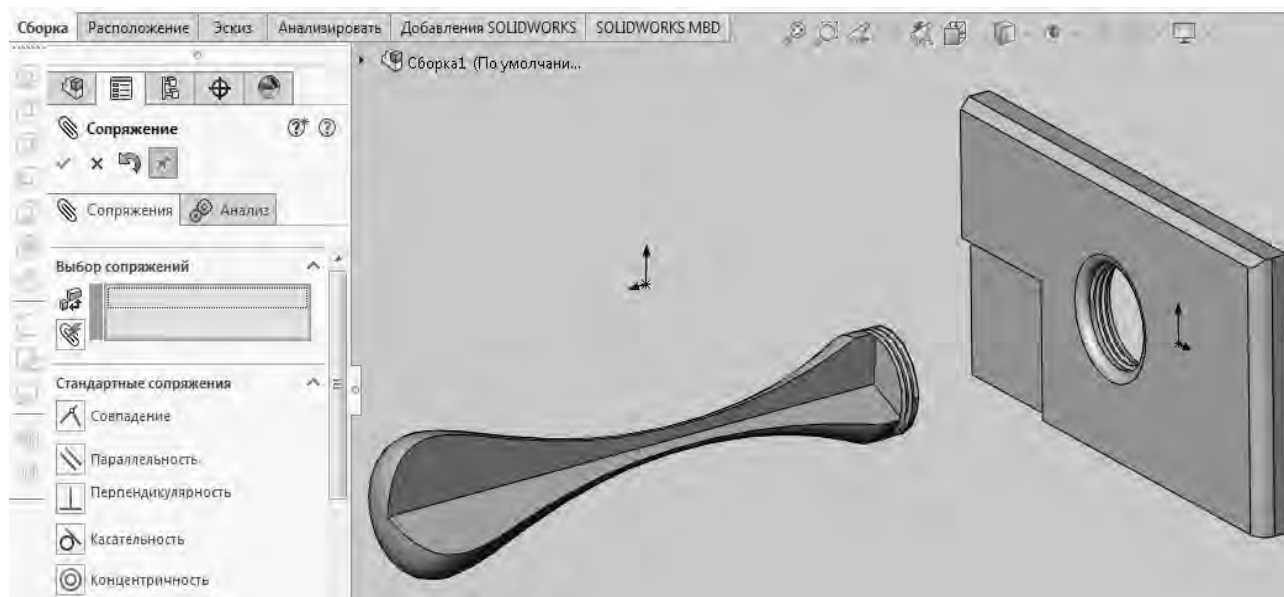 Сборка Расположение Эскиз Анализировать Добавления SOLIDWORKS SOLIDWORKS MBD
Сборка1 (По умолчани...
Сопряжение
Сопряжения Анализ
Выбор сопряжений
Стандартные сопряжения
Совпадение
Параллельность
Перпендикулярность
Касательность
Концентричность